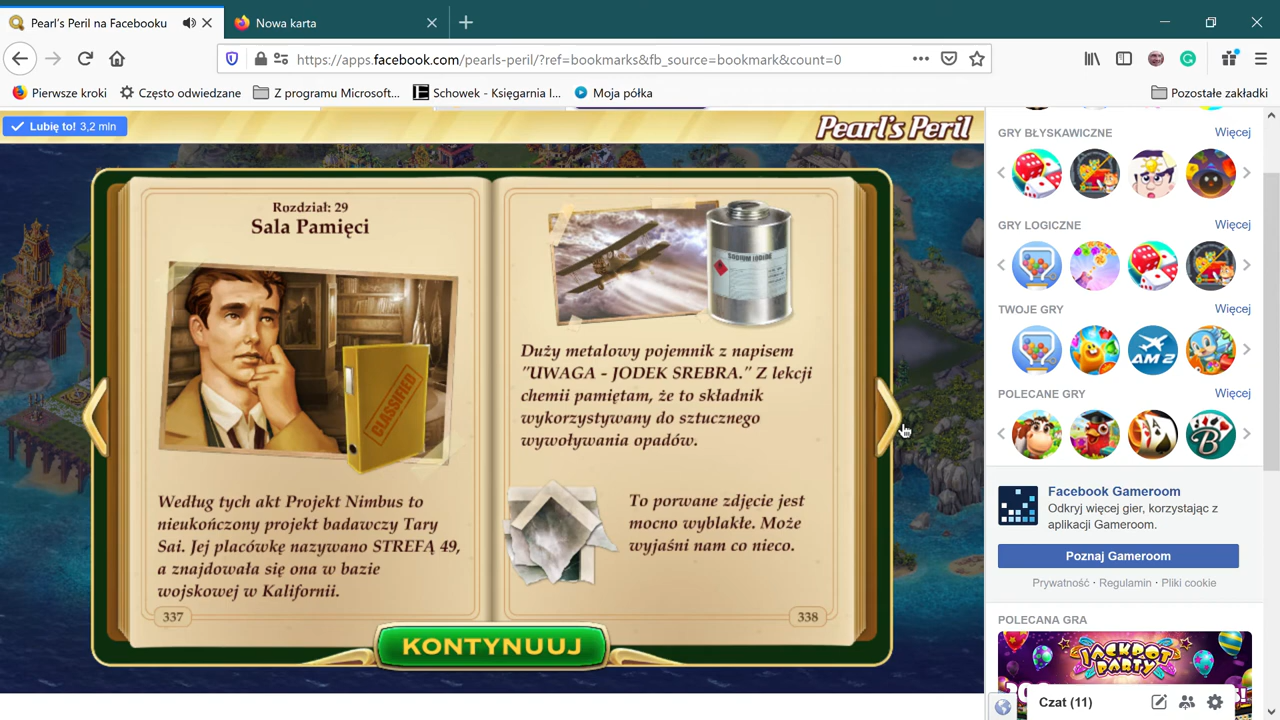 Pearl's Peril na Facebooku
Nowa karta
https://apps.facebook.com/pearls-peril/?ref=bookmarks&fb_source=bookmark&count=0
Pierwsze kroki
Często odwiedzane
Z programu Microsoft...
Schowek - Księgarnia I...
Moja półka
Pozostałe zakładki
Lubię to! 3,2 mln
Pearl's Peril
Rozdział: 29
Sala Pamięci
CLASSIFIED
Według tych akt Projekt Nimbus to
nieukończony projekt badawczy Tary
Sai. Jej placówkę nazywano STREFĄ 49,
a znajdowała się ona w bazie
wojskowej w Kalifornii.
337
SODIUM IODIDE
Duży metalowy pojemnik z napisem
"UWAGA - JODEK SREBRA." Z lekcji
chemii pamiętam, że to składnik
wykorzystywany do sztucznego
wywoływania opadów.
To porwane zdjęcie jest
mocno wyblakłe. Może
wyjaśni nam co nieco.
338
KONTYNUUJ
GRY BŁYSKAWICZNE
Więcej
GRY LOGICZNE
Więcej
TWOJE GRY
Więcej
AM 2
POLECANE GRY
Więcej
B
Facebook Gameroom
Odkryj więcej gier, korzystając z
aplikacji Gameroom.
Poznaj Gameroom
Prywatność · Regulamin · Pliki cookie
POLECANA GRA
JACKPOT
PARTY
Czat (11)